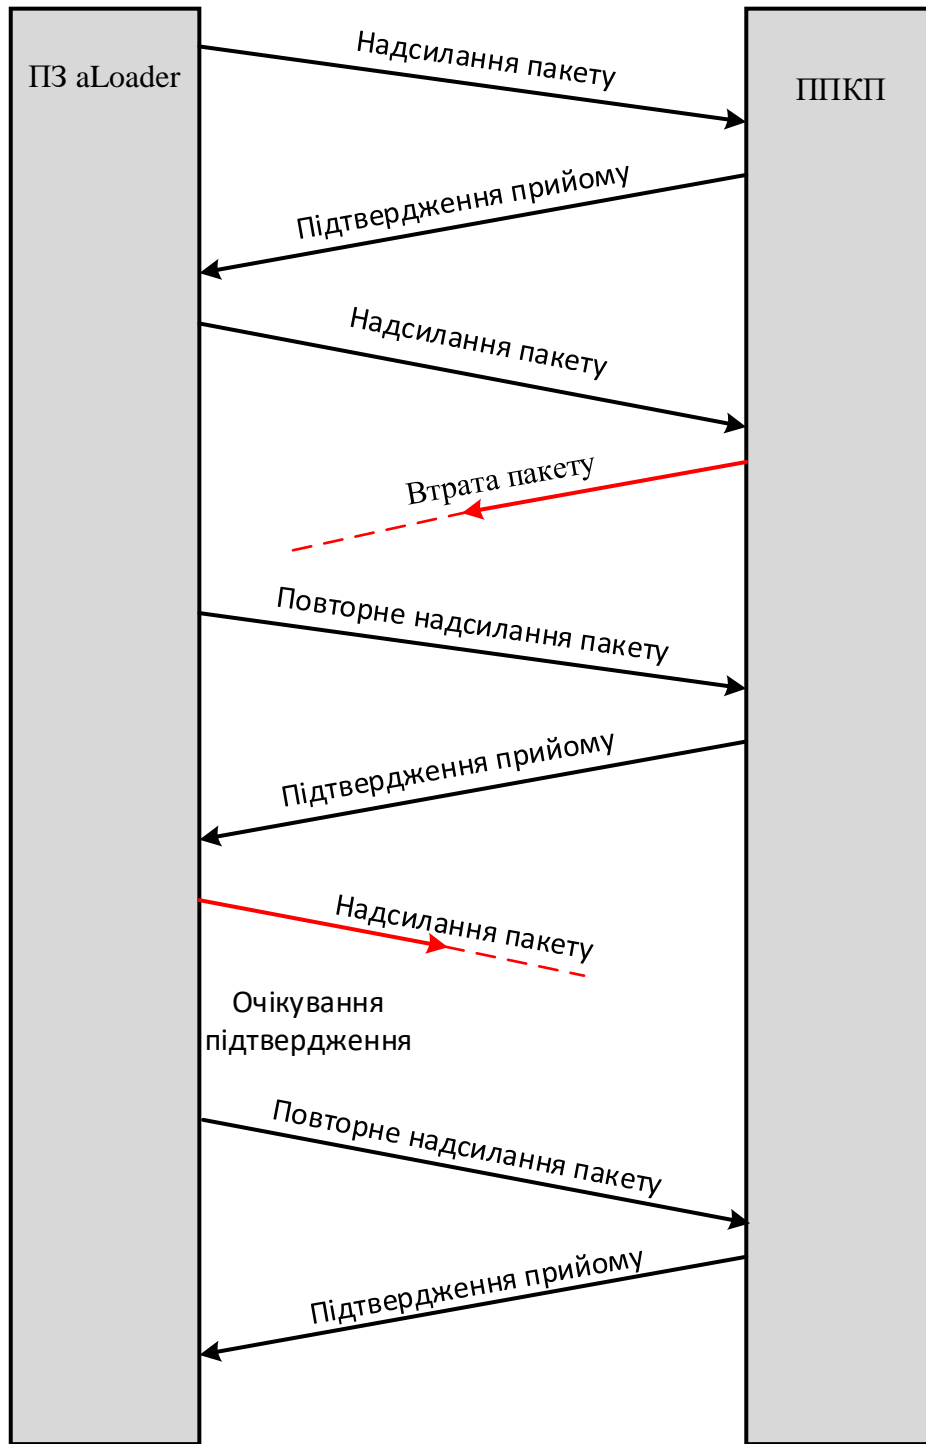 ПЗ aLoader
ППКП
Надсилання пакету
Підтвердження прийому
Надсилання пакету
Втрата пакету
Повторне надсилання пакету
Підтвердження прийому
Надсилання пакету
Очікування
підтвердження
Повторне надсилання пакету
Підтвердження прийому